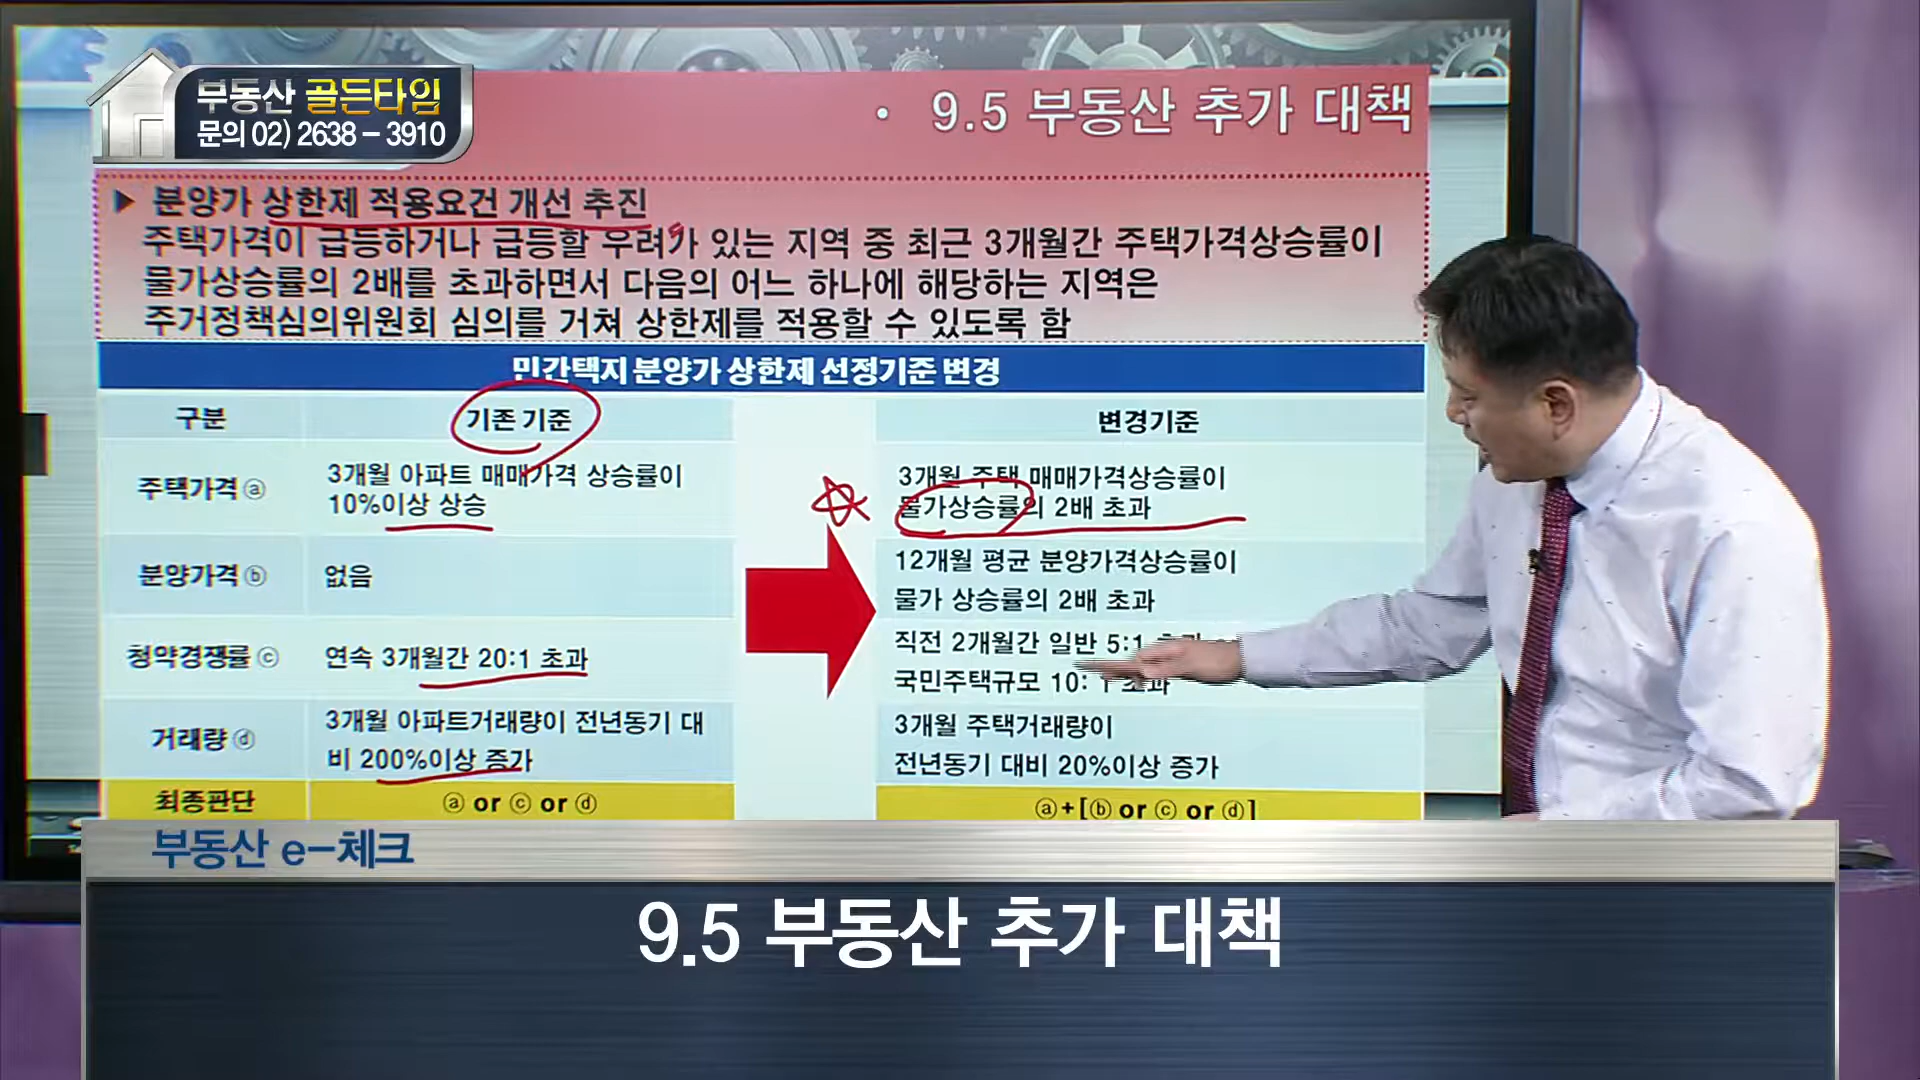 부동산 골든타임
문의 02) 2638-3910
• 9.5 부동산 추가 대책
▶ 분양가 상한제 적용요건 개선 추진
주택가격이 급등하거나 급등할 우려가 있는 지역 중 최근 3개월간 주택가격상승률이
물가상승률의 2배를 초과하면서 다음의 어느 하나에 해당하는 지역은
주거정책심의위원회 심의를 거쳐 상한제를 적용할 수 있도록 함
민간택지 분양가 상한제 선정기준 변경
구분
기존 기준
변경기준
주택가격 ⓐ
3개월 아파트 매매가격 상승률이
10%이상 상승
3개월 주택 매매가격상승률이
물가상승률의 2배 초과
분양가격 ⓑ
없음
12개월 평균 분양가격상승률이
물가 상승률의 2배 초과
청약경쟁률 ⓒ
연속 3개월간 20:1 초과
직전 2개월간 일반 5:1
국민주택규모 10: 1 초과
거래량 ⓓ
3개월 아파트거래량이 전년동기 대
비 200%이상 증가
3개월 주택거래량이
전년동기 대비 20%이상 증가
최종판단
ⓐ or ⓒ or ⓓ
ⓐ+[ⓑ or ⓒ or ⓓ]
부동산 e-체크
9.5 부동산 추가 대책